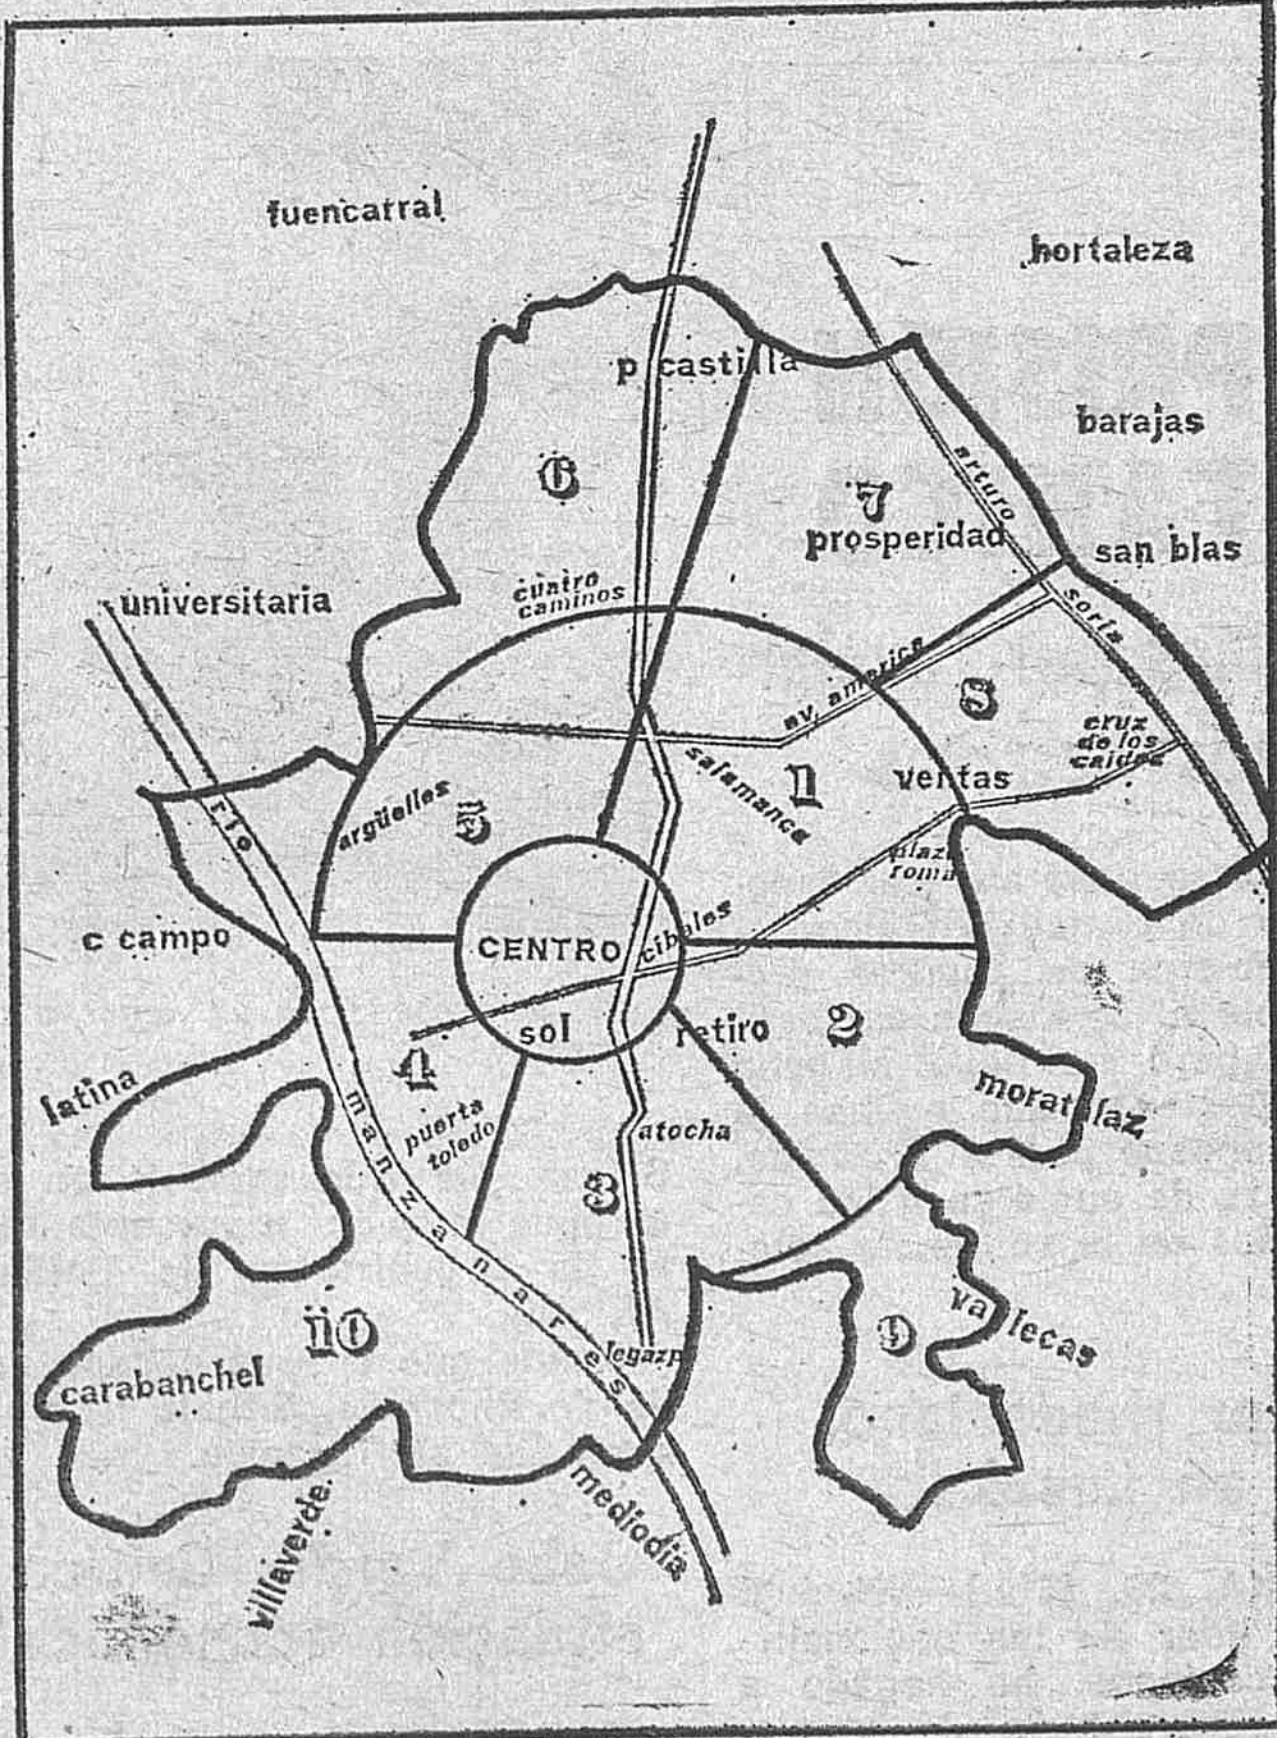 fuencarral
hortaleza
p castilla
barajas
6
7
arturo
prosperidad
san blas
cuatro
caminos
universitaria
soria
av. america
8
cruz
de los
caidos
salamanca
1
ventas
argüelles
5
rio
plaza
roma
c campo
CENTRO
cibeles
sol
retiro
2
4
latina
manzanares
puerta
toledo
moratalaz
atocha
3
10
9
vallecas
legazpi
carabanchel
villaverde
mediodia